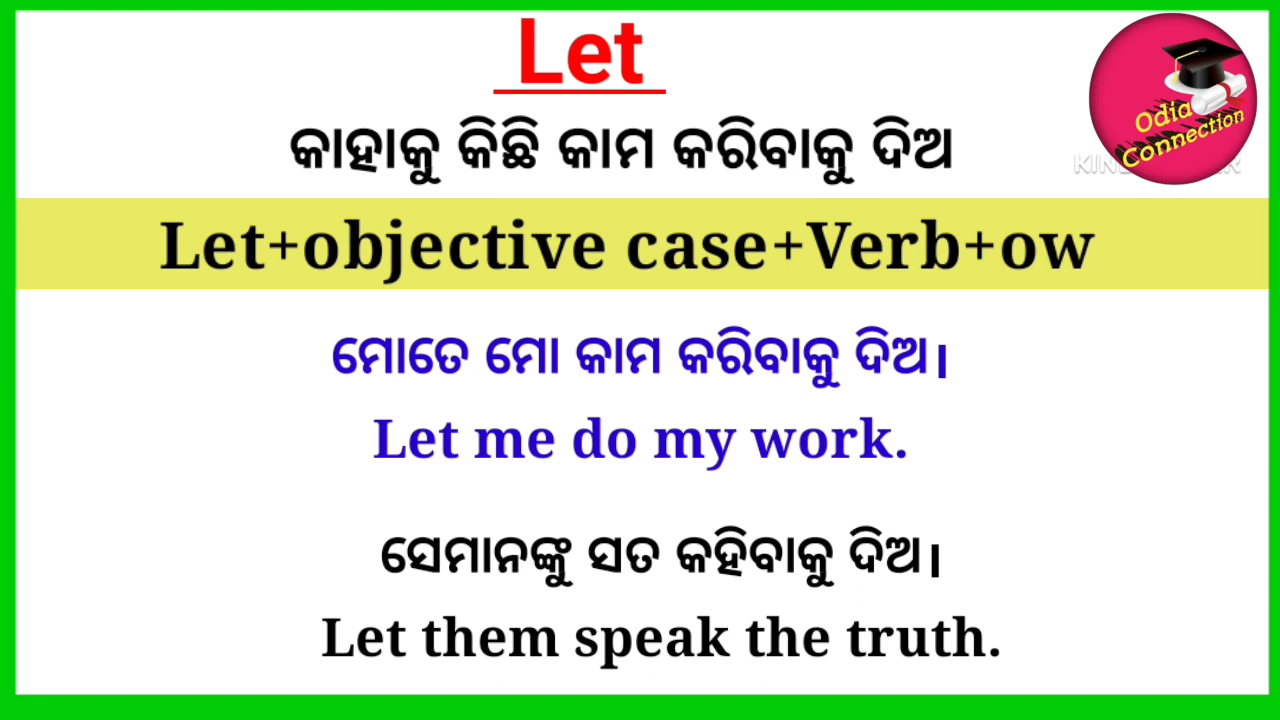 Let
Odia
Connection
କାହାକୁ କିଛି କାମ କରିବାକୁ ଦିଅ
Let+objective case+Verb+ow
ମୋତେ ମୋ କାମ କରିବାକୁ ଦିଅ।
Let me do my work.
ସେମାନଙ୍କୁ ସତ କହିବାକୁ ଦିଅ।
Let them speak the truth.